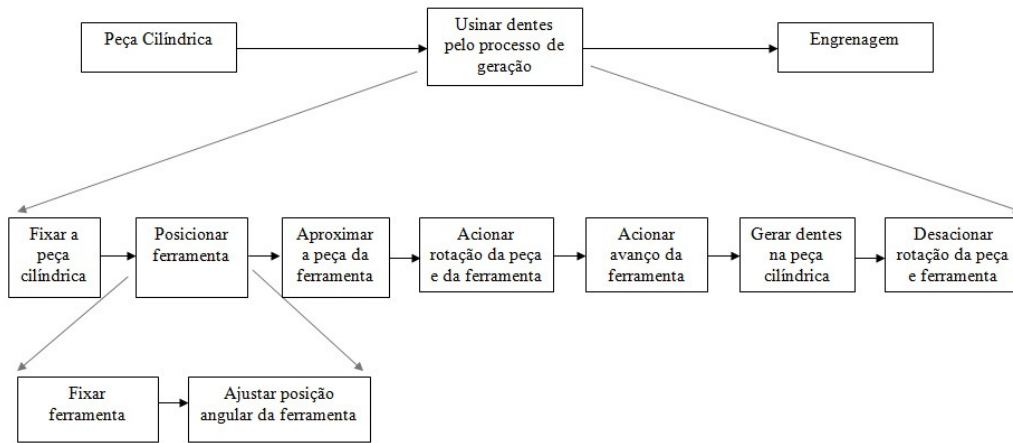 Peça Cilíndrica
Usinar dentes
pelo processo de
geração
Engrenagem
Fixar a
peça
cilíndrica
Posicionar
ferramenta
Aproximar
a peça da
ferramenta
Acionar
rotação da peça
e da ferramenta
Acionar
avanço da
ferramenta
Gerar dentes
na peça
cilíndrica
Desacionar
rotação da peça
e ferramenta
Fixar
ferramenta
Ajustar posição
angular da ferramenta